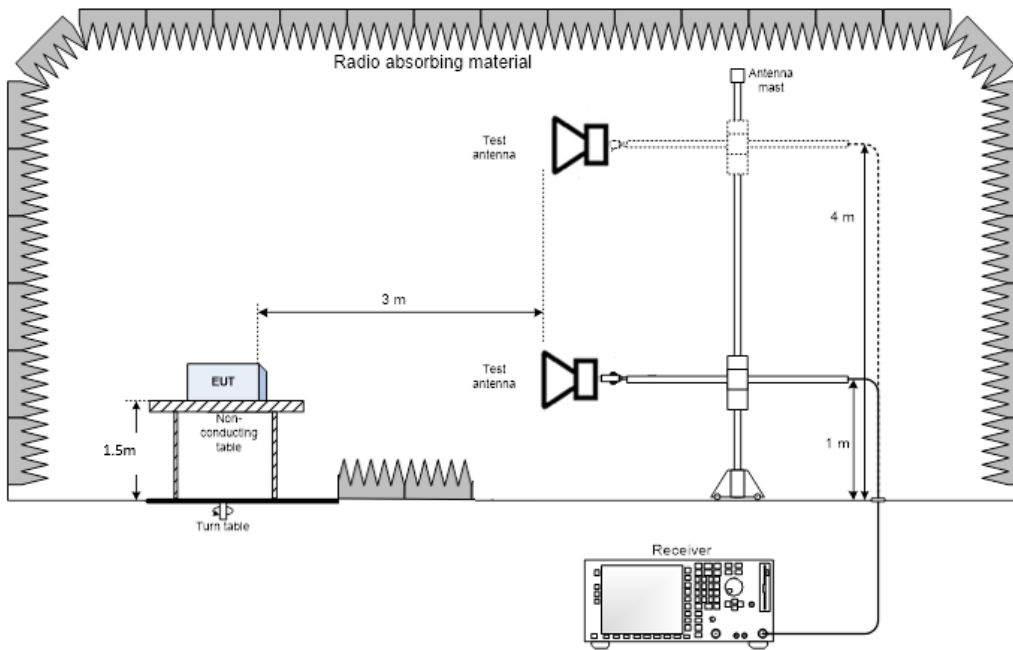 Radio absorbing material
Antenna
mast
Test
antenna
4 m
3 m
Test
antenna
EUT
Non-
conducting
table
1.5m
1 m
Turn table
Receiver